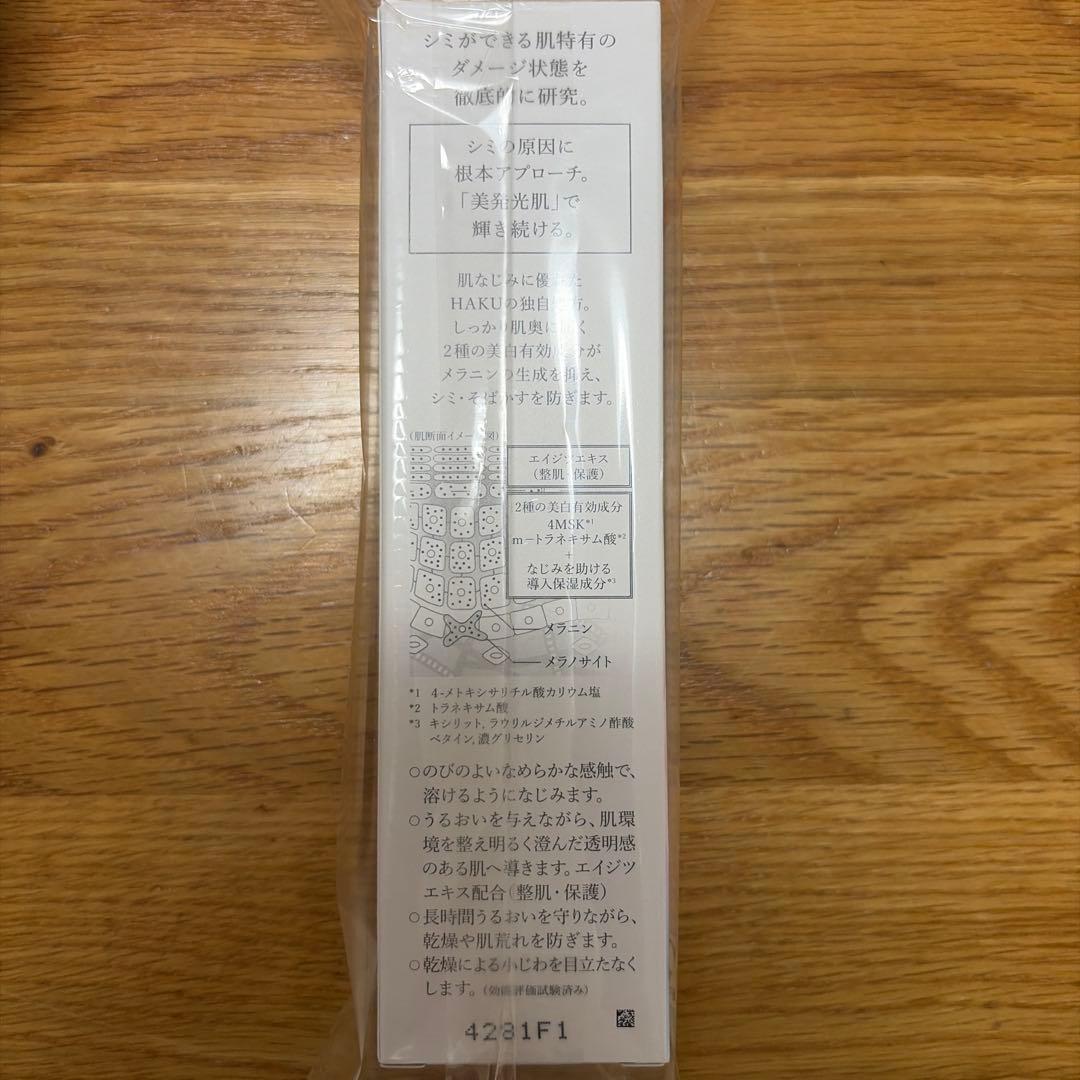 シミができる肌特有の
ダメージ状態を
徹底的に研究。
シミの原因に
根本アプローチ。
「美発光肌」で
輝き続ける。
肌なじみに優れた
HAKUの独自処方。
しっかり肌奥に届く
2種の美白有効成分が
メラニンの生成を抑え、
シミ・そばかすを防ぎます。
(肌断面イメージ図)
エイジツエキス
(整肌・保護)
2種の美白有効成分
4MSK*1
m-トラネキサム酸*2
+
なじみを助ける
導入保湿成分*3
メラニン
メラノサイト
*1 4-メトキシサリチル酸カリウム塩
*2 トラネキサム酸
*3 キシリット, ラウリルジメチルアミノ酢酸
ベタイン, 濃グリセリン
○のびのよいなめらかな感触で、
溶けるようになじみます。
○うるおいを与えながら、肌環
境を整え明るく澄んだ透明感
のある肌へ導きます。エイジツ
エキス配合(整肌・保護)
○長時間うるおいを守りながら、
乾燥や肌荒れを防ぎます。
○乾燥による小じわを目立たなく
します。(効能評価試験済み)
4281F1